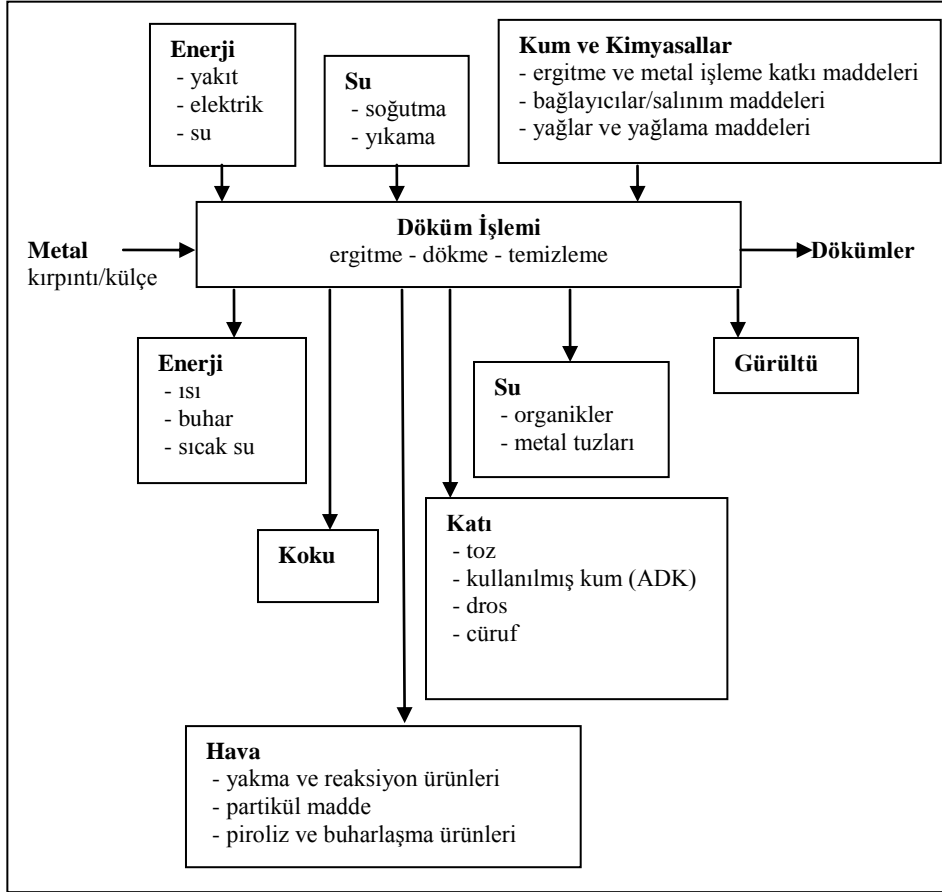 Enerji
- yakıt
- elektrik
- su
Su
- soğutma
- yıkama
Kum ve Kimyasallar
- ergitme ve metal işleme katkı maddeleri
- bağlayıcılar/salınım maddeleri
- yağlar ve yağlama maddeleri
Metal
kırpıntı/külçe
Döküm İşlemi
ergitme - dökme - temizleme
Dökümler
Enerji
- ısı
- buhar
- sıcak su
Koku
Hava
- yakma ve reaksiyon ürünleri
- partikül madde
- piroliz ve buharlaşma ürünleri
Katı
- toz
- kullanılmış kum (ADK)
- dros
- cüruf
Su
- organikler
- metal tuzları
Gürültü